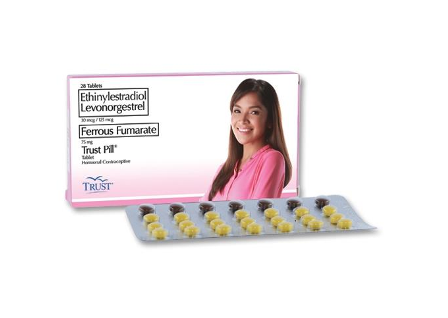 28 Tablets
Ethinylestradiol
Levonorgestrel
30 mcg / 125 mcg
Ferrous Fumarate
75 mg
Trust Pill®
Tablet
Hormonal Contraceptive
TRUST